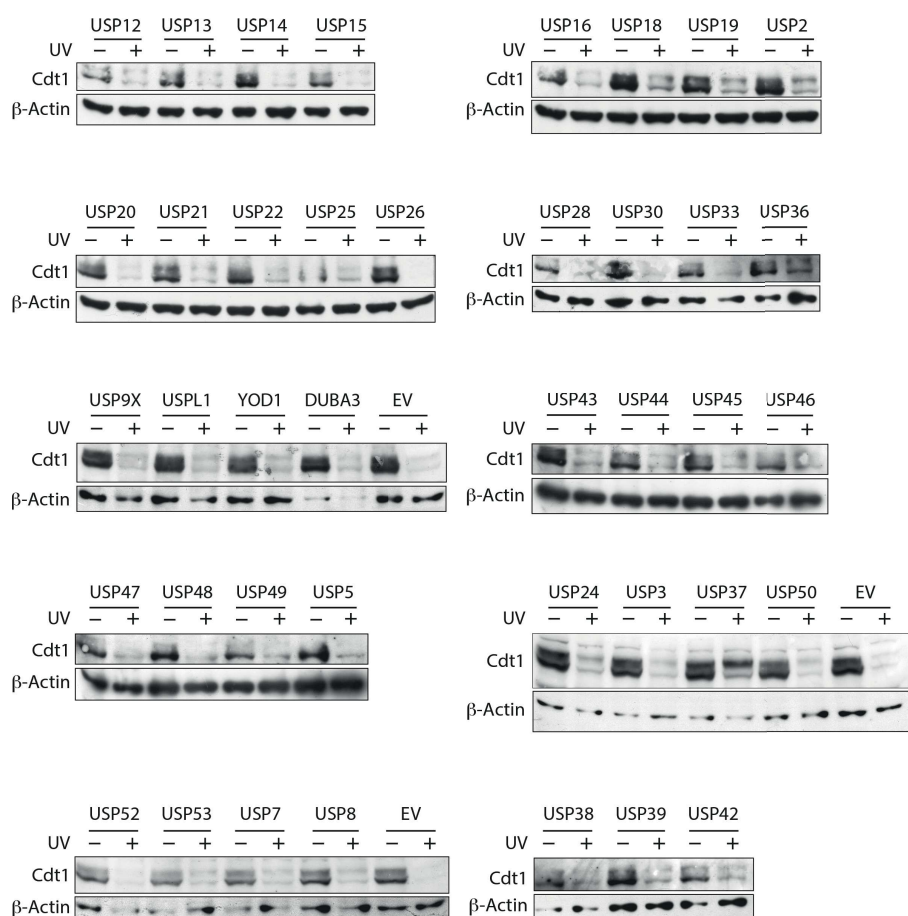 USP12 USP13 USP14 USP15
UV – + – + – + – +
Cdt1
β-Actin
USP16 USP18 USP19 USP2
UV – + – + – + – +
Cdt1
β-Actin
USP20 USP21 USP22 USP25 USP26
UV – + – + – + – + – +
Cdt1
β-Actin
USP28 USP30 USP33 USP36
UV – + – + – + – +
Cdt1
β-Actin
USP9X USPL1 YOD1 DUBA3 EV
UV – + – + – + – + – +
Cdt1
β-Actin
USP43 USP44 USP45 USP46
UV – + – + – + – +
Cdt1
β-Actin
USP47 USP48 USP49 USP5
UV – + – + – + – +
Cdt1
β-Actin
USP24 USP3 USP37 USP50 EV
UV – + – + – + – + – +
Cdt1
β-Actin
USP52 USP53 USP7 USP8 EV
UV – + – + – + – + – +
Cdt1
β-Actin
USP38 USP39 USP42
UV – + – + – +
Cdt1
β-Actin